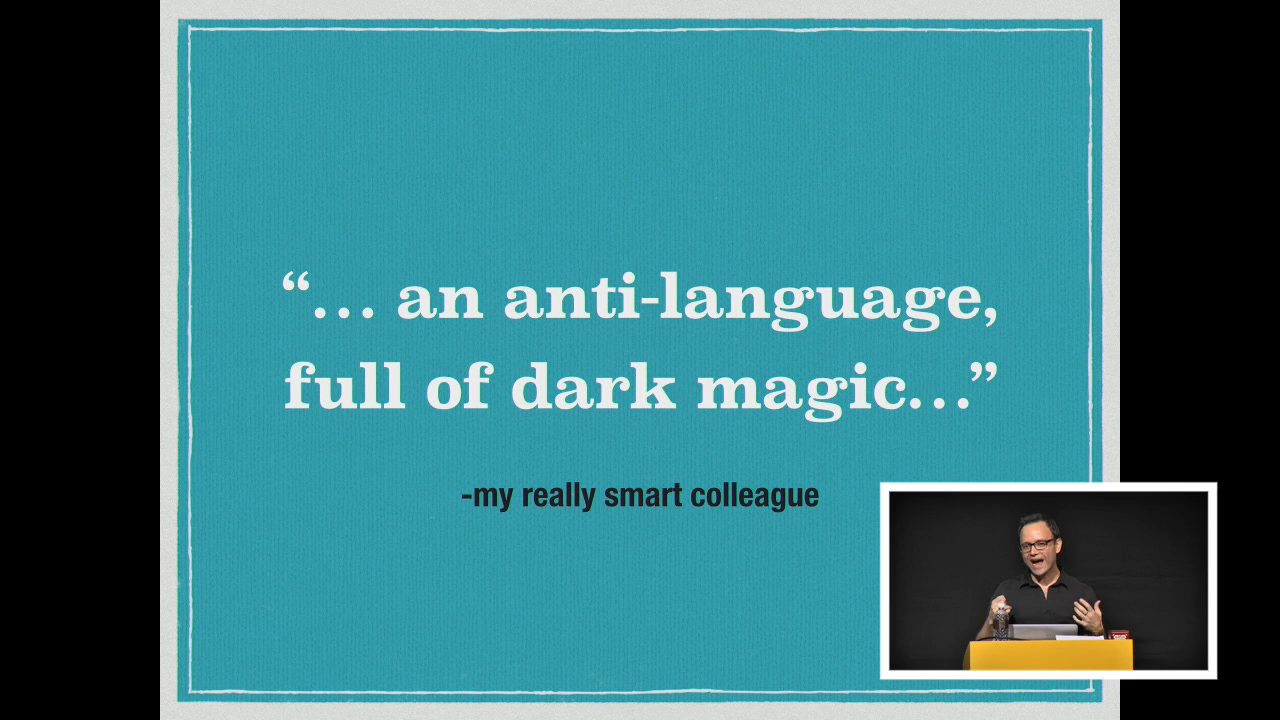 “… an anti-language,
full of dark magic…”
-my really smart colleague